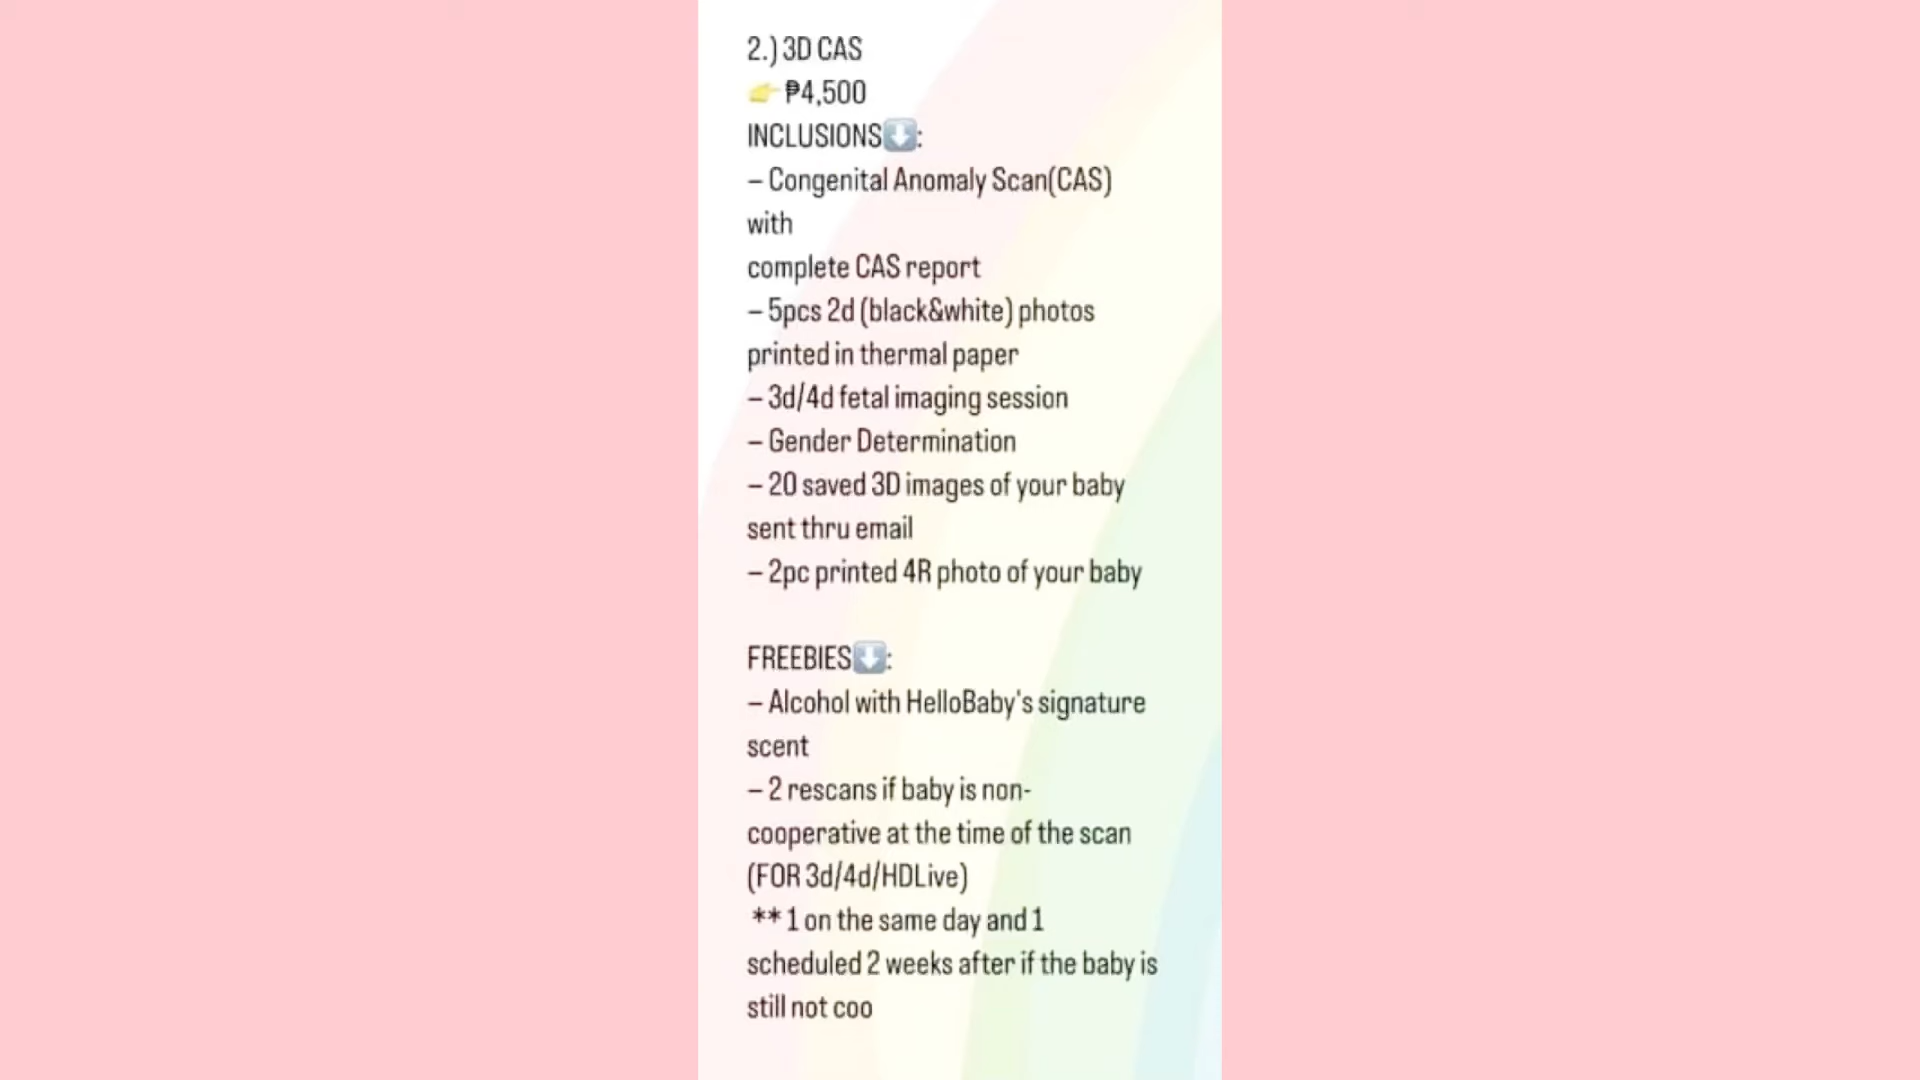 2.) 3D CAS
👉 ₱4,500
INCLUSIONS⬇️:
– Congenital Anomaly Scan(CAS)
with
complete CAS report
– 5pcs 2d (black&white) photos
printed in thermal paper
– 3d/4d fetal imaging session
– Gender Determination
– 20 saved 3D images of your baby
sent thru email
– 2pc printed 4R photo of your baby
FREEBIES⬇️:
– Alcohol with HelloBaby's signature
scent
– 2 rescans if baby is non-
cooperative at the time of the scan
(FOR 3d/4d/HDLive)
** 1 on the same day and 1
scheduled 2 weeks after if the baby is
still not coo